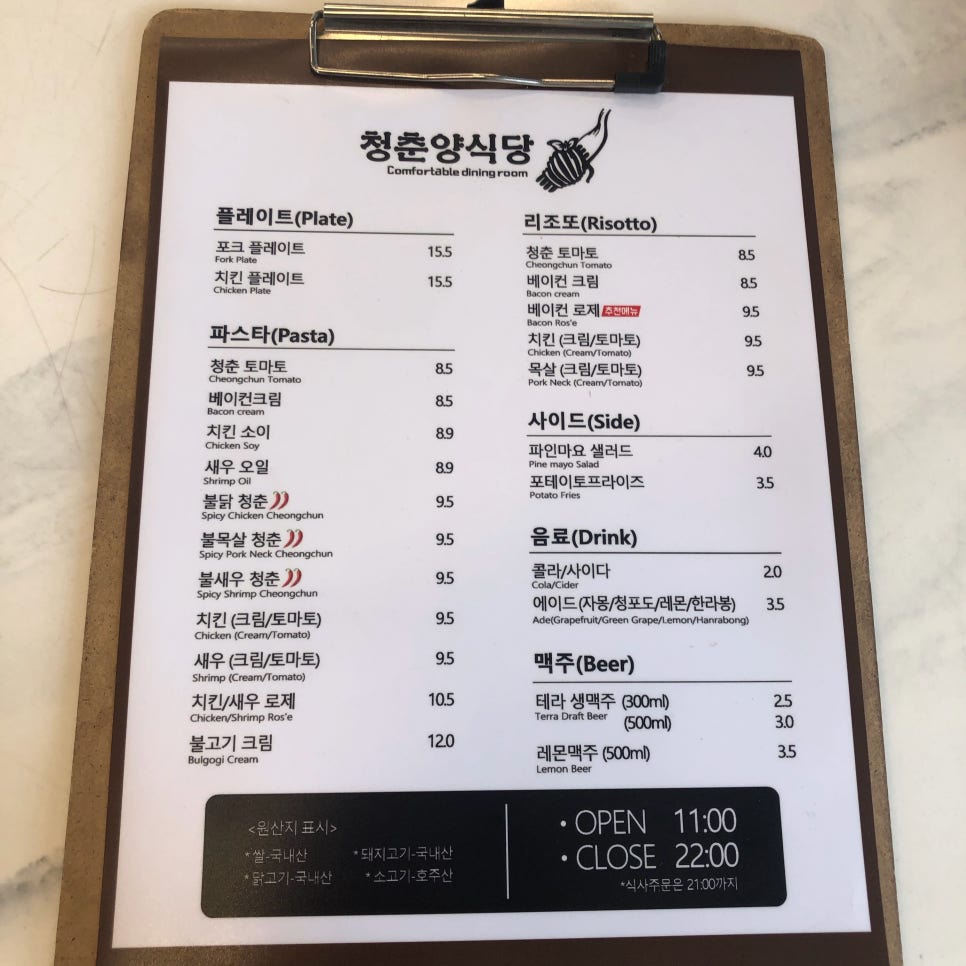 청춘양식당
Comfortable dining room
플레이트(Plate)
포크 플레이트 15.5
Fork Plate
치킨 플레이트 15.5
Chicken Plate
파스타(Pasta)
청춘 토마토 8.5
Cheongchun Tomato
베이컨크림 8.5
Bacon cream
치킨 소이 8.9
Chicken Soy
새우 오일 8.9
Shrimp Oil
불닭 청춘 9.5
Spicy Chicken Cheongchun
불목살 청춘 9.5
Spicy Pork Neck Cheongchun
불새우 청춘 9.5
Spicy Shrimp Cheongchun
치킨 (크림/토마토) 9.5
Chicken (Cream/Tomato)
새우 (크림/토마토) 9.5
Shrimp (Cream/Tomato)
치킨/새우 로제 10.5
Chicken/Shrimp Ros'e
불고기 크림 12.0
Bulgogi Cream
리조또(Risotto)
청춘 토마토 8.5
Cheongchun Tomato
베이컨 크림 8.5
Bacon cream
베이컨 로제 추천메뉴 9.5
Bacon Ros'e
치킨 (크림/토마토) 9.5
Chicken (Cream/Tomato)
목살 (크림/토마토) 9.5
Pork Neck (Cream/Tomato)
사이드(Side)
파인마요 샐러드 4.0
Pine mayo Salad
포테이토프라이즈 3.5
Potato Fries
음료(Drink)
콜라/사이다 2.0
Cola/Cider
에이드(자몽/청포도/레몬/한라봉) 3.5
Ade(Grapefruit/Green Grape/Lemon/Hanrabong)
맥주(Beer)
테라 생맥주 (300ml) 2.5
Terra Draft Beer (500ml) 3.0
레몬맥주 (500ml) 3.5
Lemon Beer
<원산지 표시>
*쌀-국내산 *돼지고기-국내산
*닭고기-국내산 *소고기-호주산
• OPEN 11:00
• CLOSE 22:00
*식사주문은 21:00까지